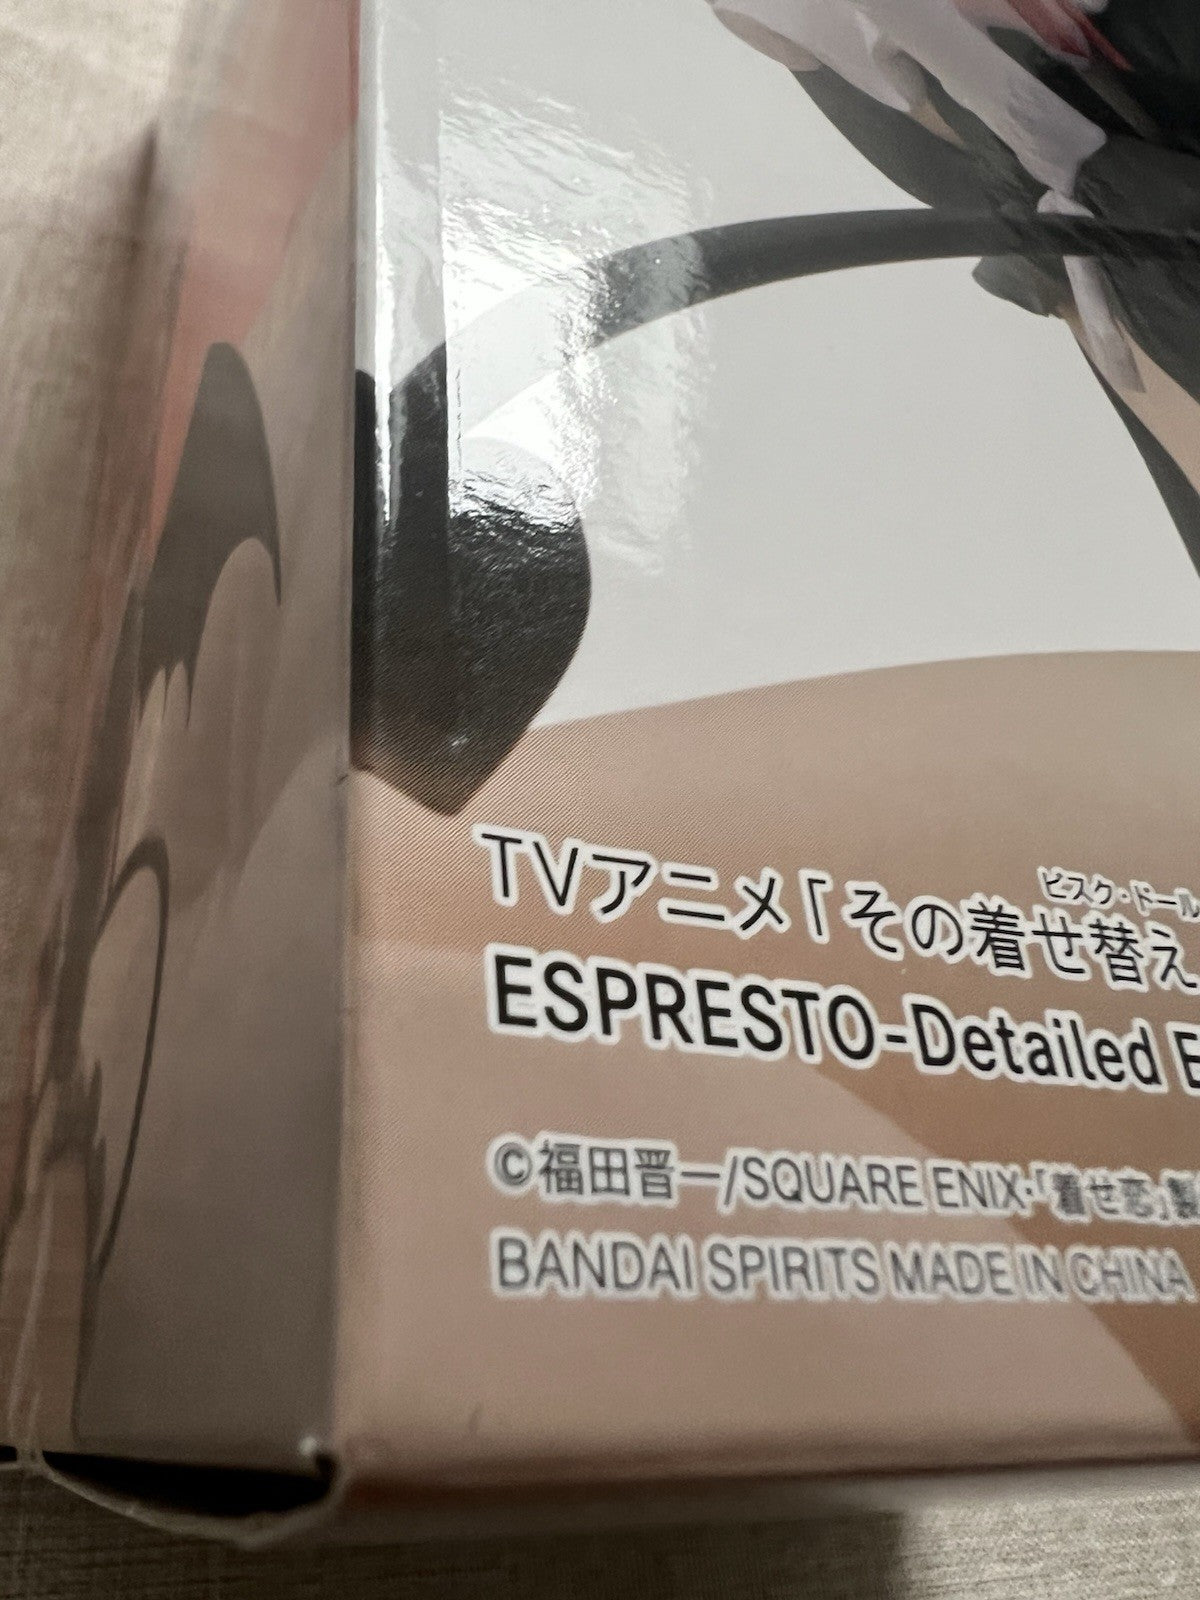 TVアニメ「その着せ替え
ビスク・ドール
ESPRESTO-Detailed E
©福田晋一/SQUARE ENIX・「着せ恋」製
BANDAI SPIRITS MADE IN CHINA